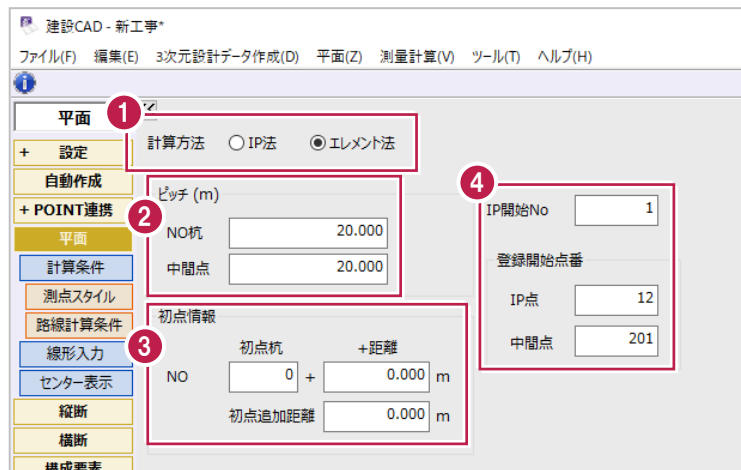 建設CAD - 新工事*
ファイル(F) 編集(E) 3次元設計データ作成(D) 平面(Z) 測量計算(V) ツール(T) ヘルプ(H)
平面
+ 設定
自動作成
+ POINT連携
平面
計算条件
測点スタイル
路線計算条件
線形入力
センター表示
縦断
横断
構成要素
1
計算方法 IP法 エレメント法
2
ピッチ (m)
NO杭 20.000
中間点 20.000
3
初点情報
初点杭 +距離
NO 0 + 0.000 m
初点追加距離 0.000 m
4
IP開始No 1
登録開始点番
IP点 12
中間点 201